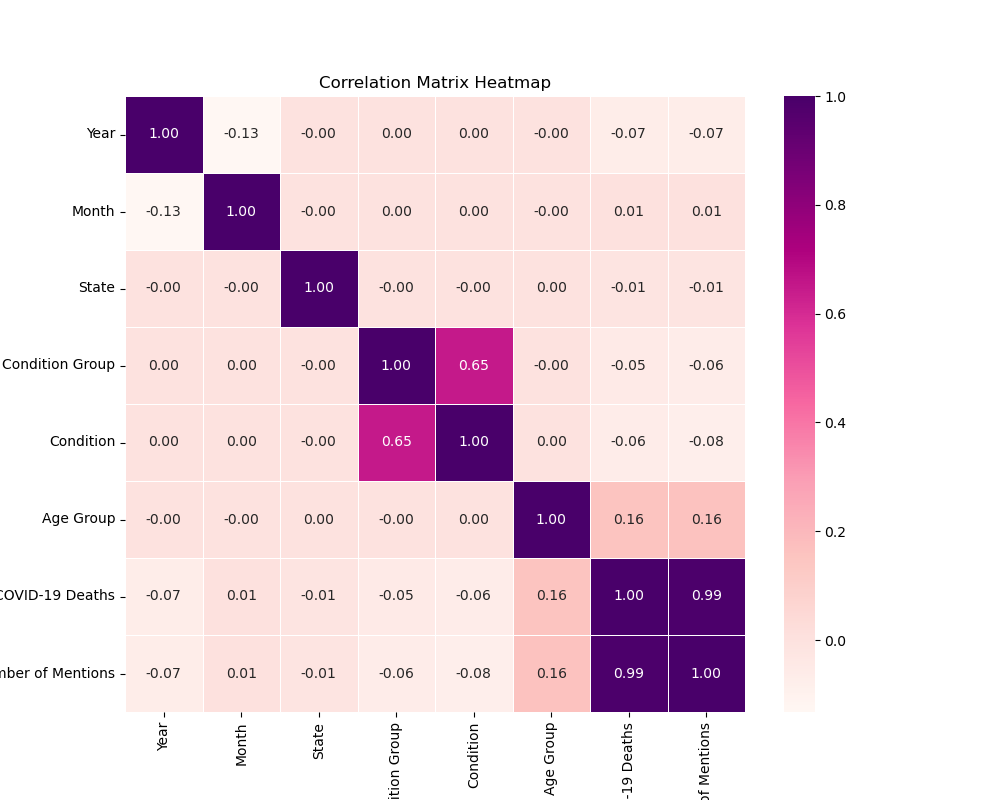 Correlation Matrix Heatmap
Year 1.00 -0.13 -0.00 0.00 0.00 -0.00 -0.07 -0.07
Month -0.13 1.00 -0.00 0.00 0.00 -0.00 0.01 0.01
State -0.00 -0.00 1.00 -0.00 -0.00 0.00 -0.01 -0.01
Condition Group 0.00 0.00 -0.00 1.00 0.65 -0.00 -0.05 -0.06
Condition 0.00 0.00 -0.00 0.65 1.00 0.00 -0.06 -0.08
Age Group -0.00 -0.00 0.00 -0.00 0.00 1.00 0.16 0.16
COVID-19 Deaths -0.07 0.01 -0.01 -0.05 -0.06 0.16 1.00 0.99
mber of Mentions -0.07 0.01 -0.01 -0.06 -0.08 0.16 0.99 1.00
Year
Month
State
ition Group
Condition
Age Group
-19 Deaths
of Mentions
1.0
0.8
0.6
0.4
0.2
0.0